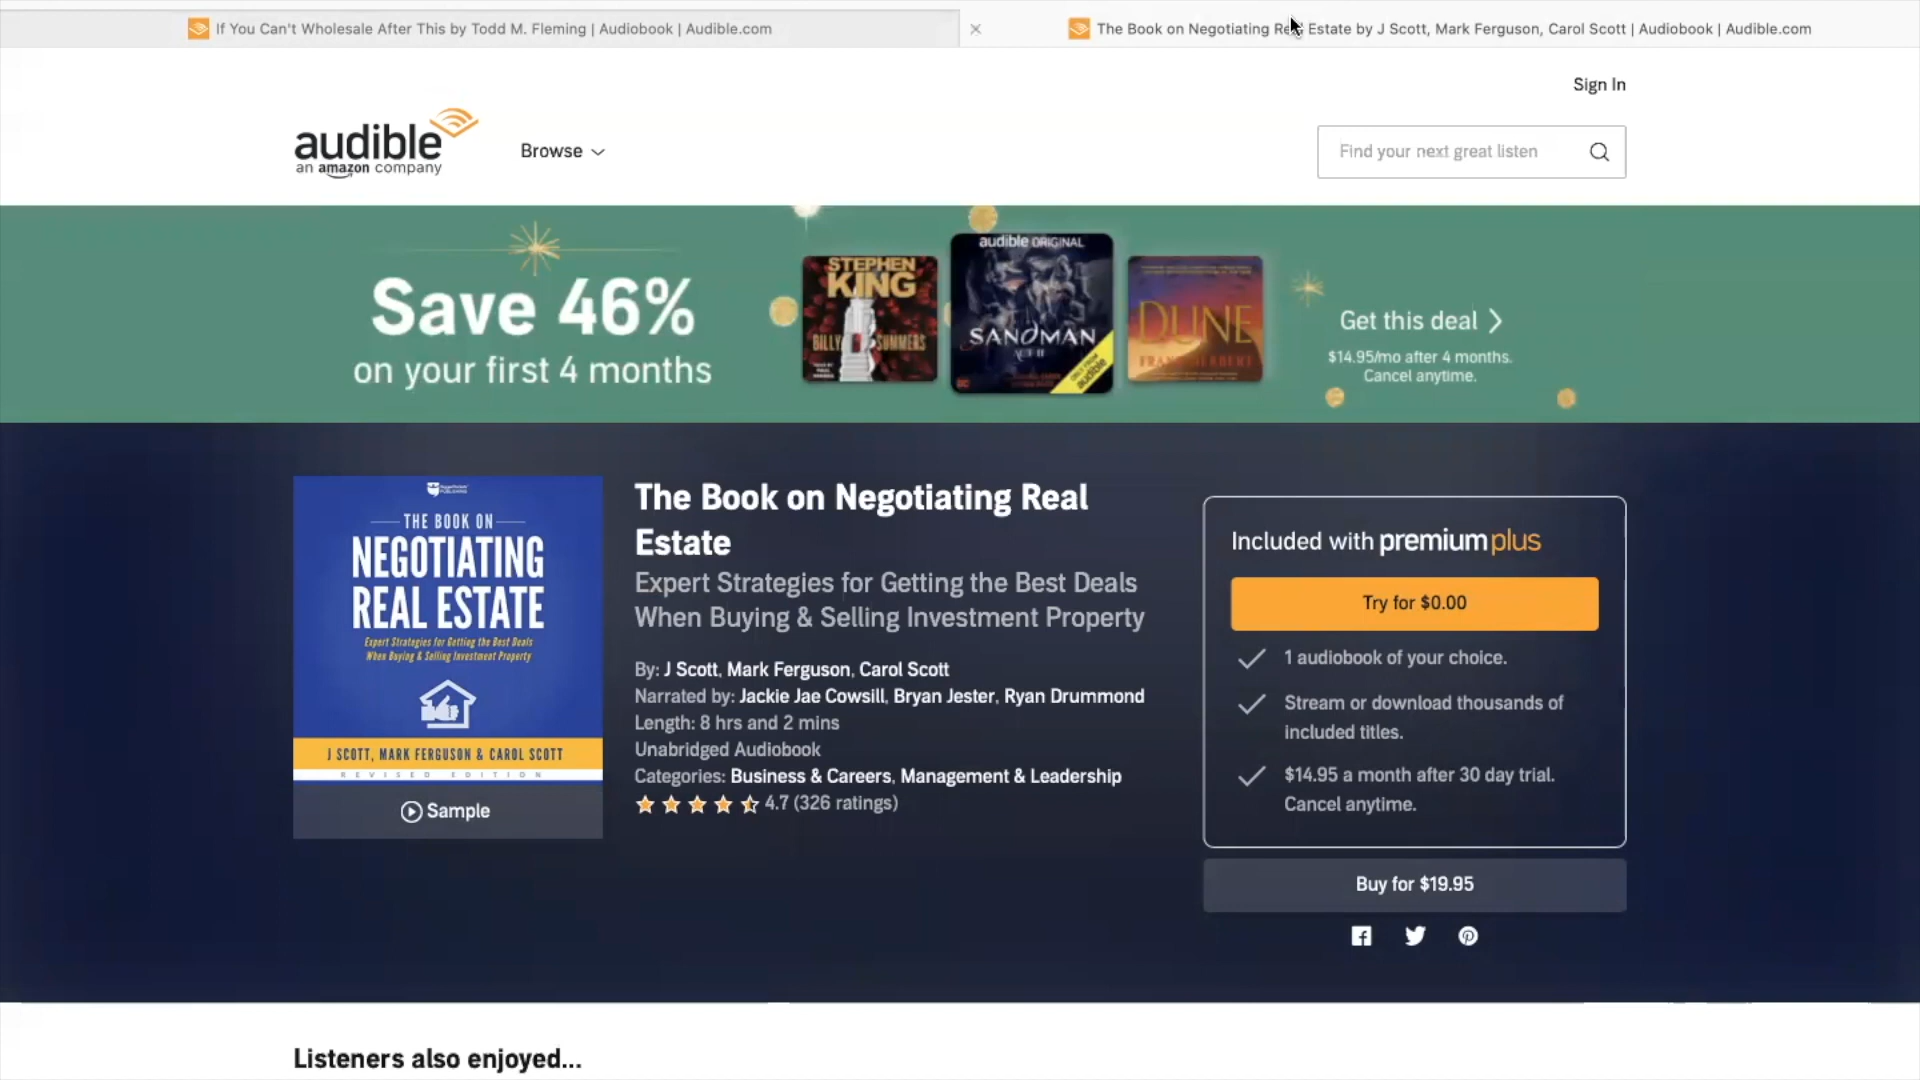 If You Can't Wholesale After This by Todd M. Fleming | Audiobook | Audible.com
The Book on Negotiating Real Estate by J Scott, Mark Ferguson, Carol Scott | Audiobook | Audible.com
Sign In
audible
an amazon company
Browse
Find your next great listen
Save 46%
on your first 4 months
STEPHEN
KING
BILLY SUMMERS
audible ORIGINAL
SANDMAN
ACT II
ONLY FROM
audible
DUNE
FRANK HERBERT
Get this deal
$14.95/mo after 4 months.
Cancel anytime.
THE BOOK ON
NEGOTIATING
REAL ESTATE
Expert Strategies for Getting the Best Deals
When Buying & Selling Investment Property
J SCOTT, MARK FERGUSON & CAROL SCOTT
REVISED EDITION
Sample
The Book on Negotiating Real
Estate
Expert Strategies for Getting the Best Deals
When Buying & Selling Investment Property
By: J Scott, Mark Ferguson, Carol Scott
Narrated by: Jackie Jae Cowsill, Bryan Jester, Ryan Drummond
Length: 8 hrs and 2 mins
Unabridged Audiobook
Categories: Business & Careers, Management & Leadership
4.7 (326 ratings)
Included with premium plus
Try for $0.00
1 audiobook of your choice.
Stream or download thousands of
included titles.
$14.95 a month after 30 day trial.
Cancel anytime.
Buy for $19.95
Listeners also enjoyed...